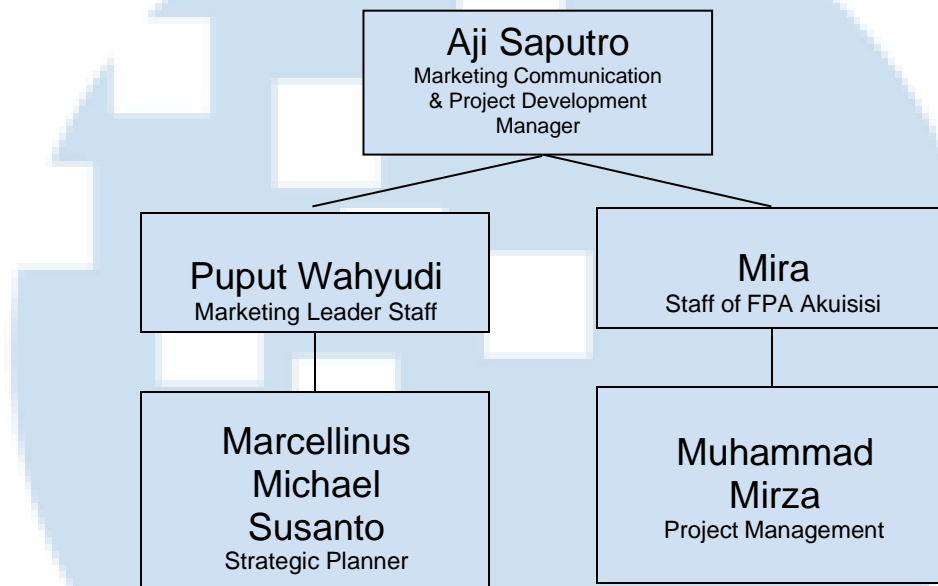 Aji Saputro
Marketing Communication
& Project Development
Manager
Puput Wahyudi
Marketing Leader Staff
Mira
Staff of FPA Akuisisi
Marcellinus
Michael
Susanto
Strategic Planner
Muhammad
Mirza
Project Management